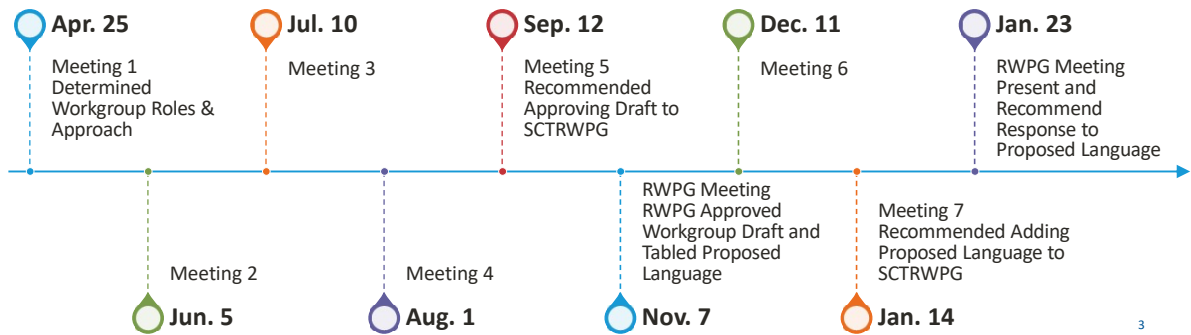 Apr. 25
Meeting 1
Determined
Workgroup Roles &
Approach
Jul. 10
Meeting 3
Sep. 12
Meeting 5
Recommended
Approving Draft to
SCTRWPG
Dec. 11
Meeting 6
Jan. 23
RWPG Meeting
Present and
Recommend
Response to
Proposed Language
Meeting 2
Jun. 5
Meeting 4
Aug. 1
RWPG Meeting
RWPG Approved
Workgroup Draft and
Tabled Proposed
Language
Nov. 7
Meeting 7
Recommended Adding
Proposed Language to
SCTRWPG
Jan. 14
3